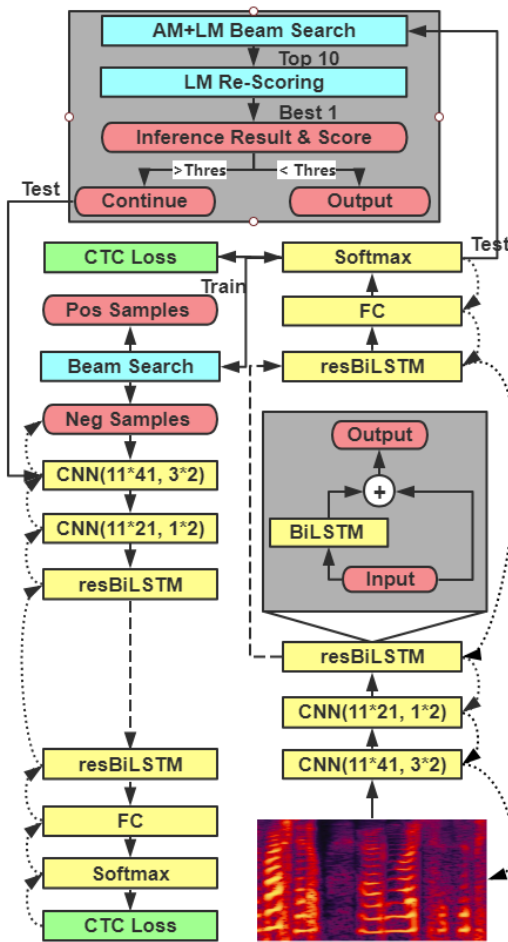 AM+LM Beam Search
Top 10
LM Re-Scoring
Best 1
Inference Result & Score
>Thres
< Thres
Test
Continue
Output
CTC Loss
Softmax
Test
Train
Pos Samples
FC
Beam Search
resBiLSTM
Neg Samples
Output
CNN(11*41, 3*2)
+
CNN(11*21, 1*2)
BiLSTM
resBiLSTM
Input
resBiLSTM
CNN(11*21, 1*2)
resBiLSTM
CNN(11*41, 3*2)
FC
Softmax
CTC Loss